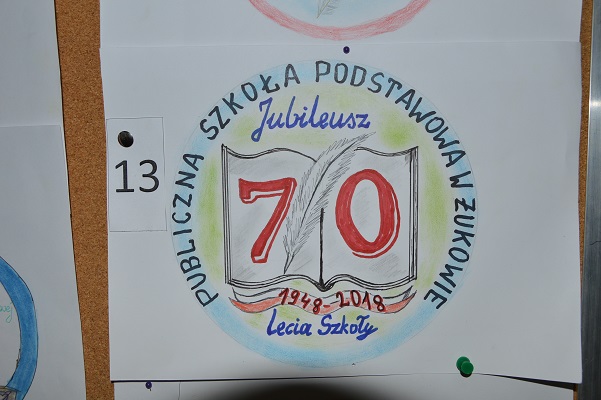 PUBLICZNA SZKOŁA PODSTAWOWA W ŻUKOWIE
Jubileusz
13
70
1948-2018
Lecia Szkoły